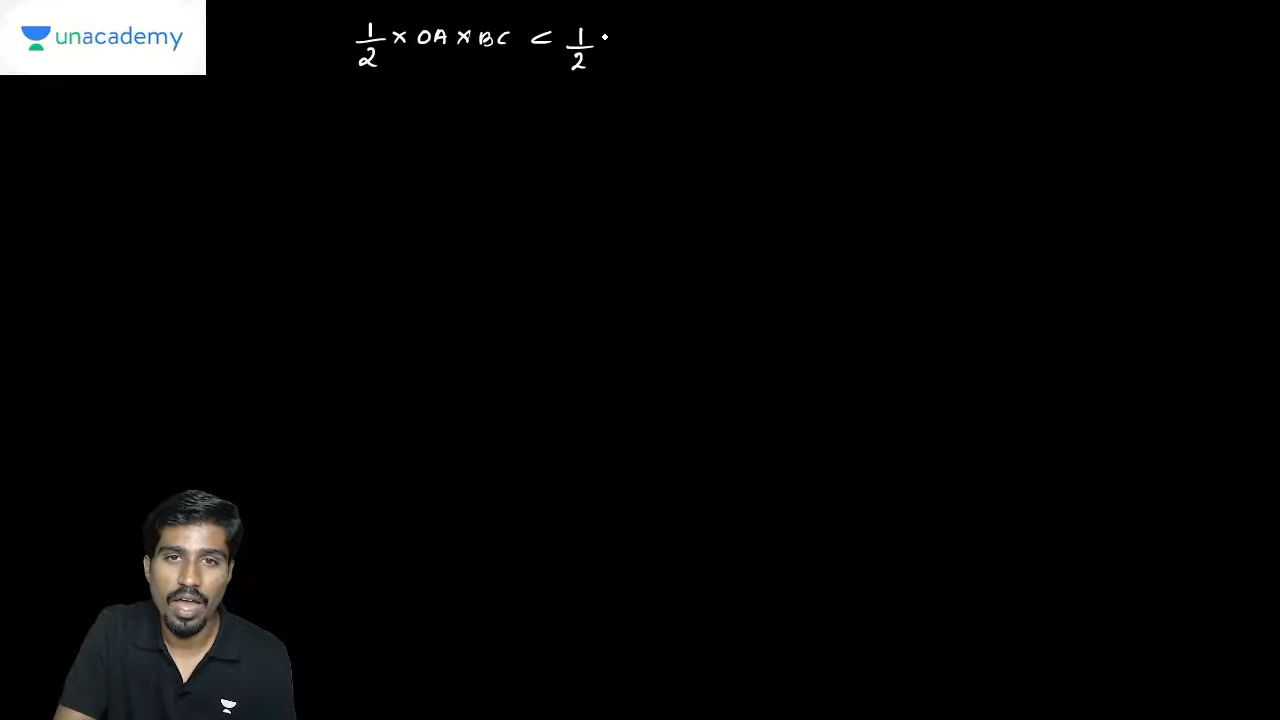 unacademy
1/2 × OA × BC < 1/2 ·